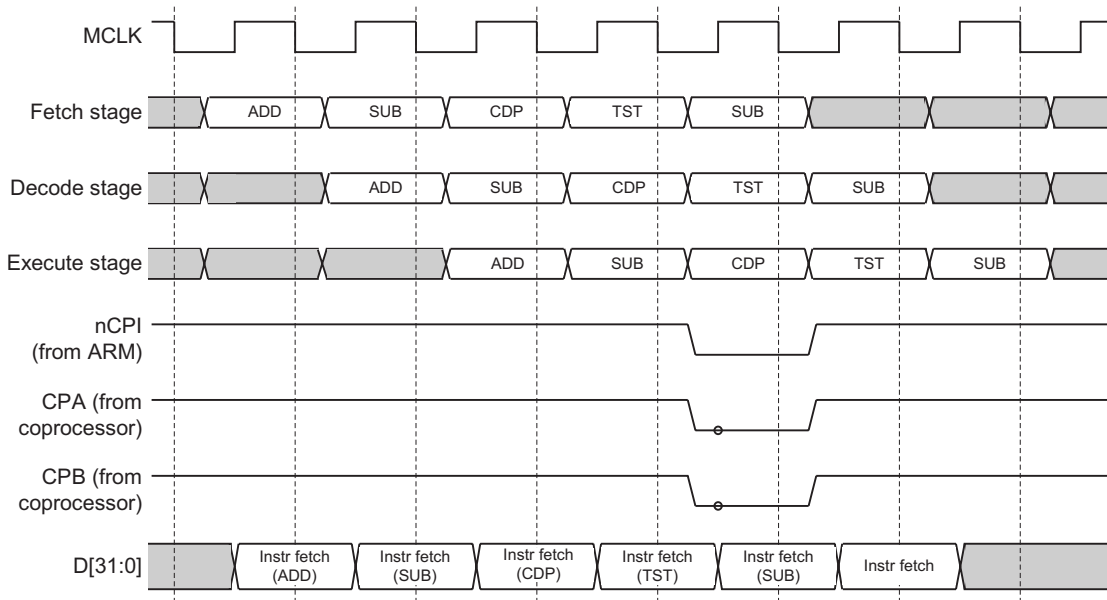 MCLK
Fetch stage
ADD
SUB
CDP
TST
SUB
Decode stage
ADD
SUB
CDP
TST
SUB
Execute stage
ADD
SUB
CDP
TST
SUB
nCPI
(from ARM)
CPA (from
coprocessor)
CPB (from
coprocessor)
D[31:0]
Instr fetch
(ADD)
Instr fetch
(SUB)
Instr fetch
(CDP)
Instr fetch
(TST)
Instr fetch
(SUB)
Instr fetch